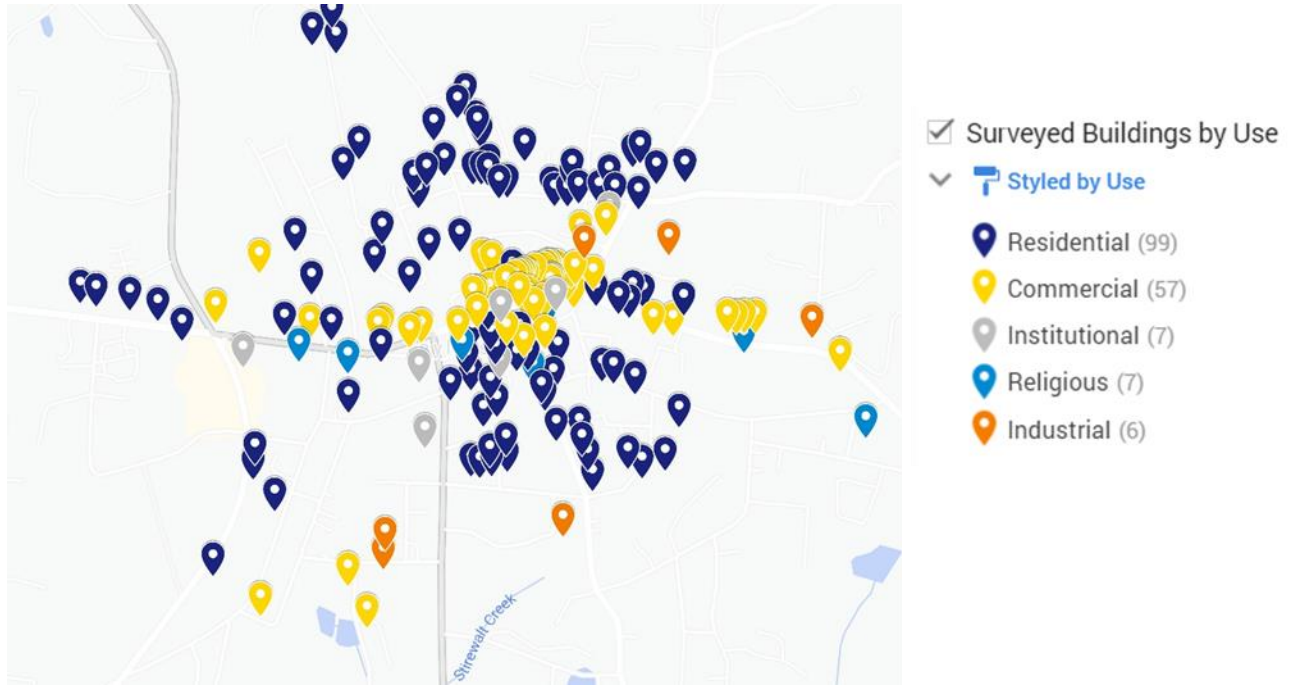 Surveyed Buildings by Use
Styled by Use
Residential (99)
Commercial (57)
Institutional (7)
Religious (7)
Industrial (6)
Stirewalt Creek